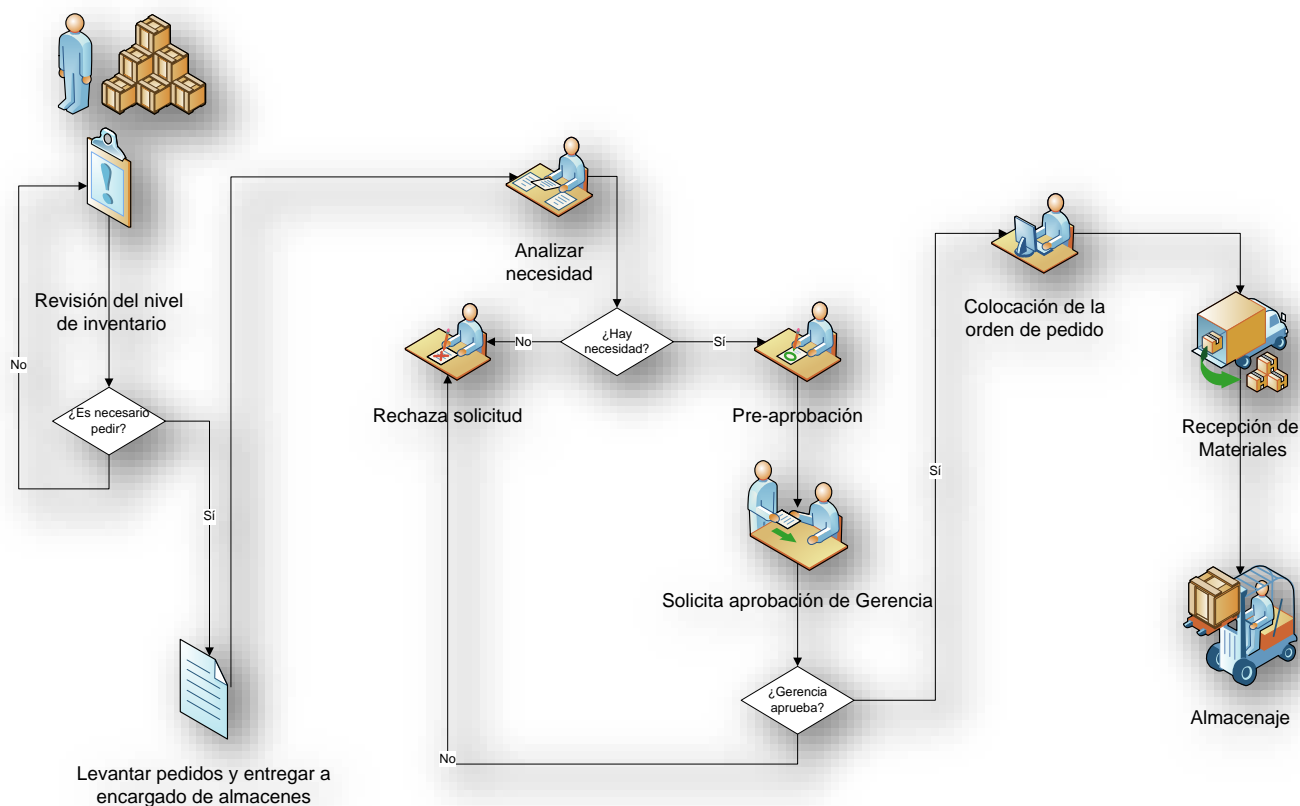 Revisión del nivel
de inventario
No
¿Es necesario
pedir?
Sí
Levantar pedidos y entregar a
encargado de almacenes
Analizar
necesidad
¿Hay
necesidad?
No
Sí
Rechaza solicitud
Pre-aprobación
Solicita aprobación de Gerencia
¿Gerencia
aprueba?
No
Sí
Colocación de la
orden de pedido
Recepción de
Materiales
Almacenaje